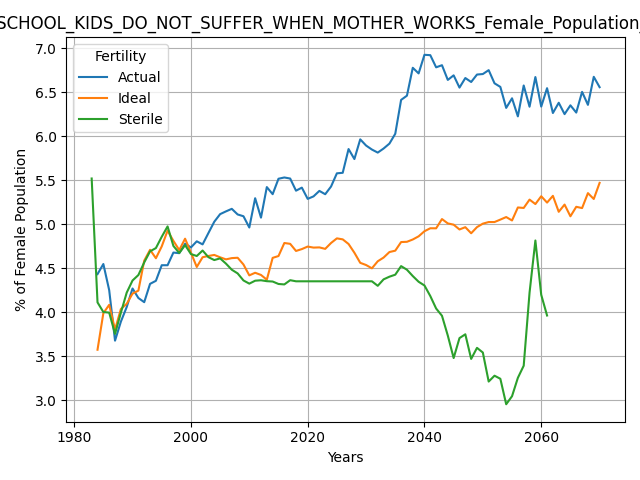 SCHOOL_KIDS_DO_NOT_SUFFER_WHEN_MOTHER_WORKS_Female_Population_
Fertility
Actual
Ideal
Sterile
% of Female Population
7.0
6.5
6.0
5.5
5.0
4.5
4.0
3.5
3.0
1980
2000
2020
2040
2060
Years